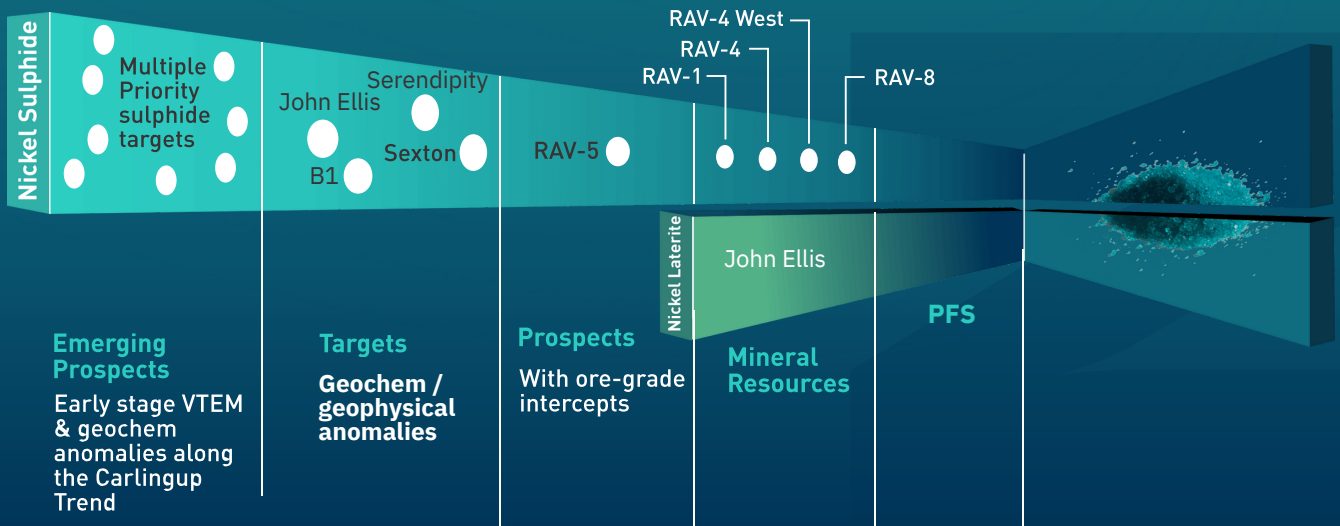 Nickel Sulphide
Multiple
Priority
sulphide
targets
John Ellis
Serendipity
Sexton
B1
RAV-5
RAV-4 West
RAV-4
RAV-1
RAV-8
Nickel Laterite
John Ellis
Emerging
Prospects
Early stage VTEM
& geochem
anomalies along
the Carlingup
Trend
Targets
Geochem /
geophysical
anomalies
Prospects
With ore-grade
intercepts
Mineral
Resources
PFS